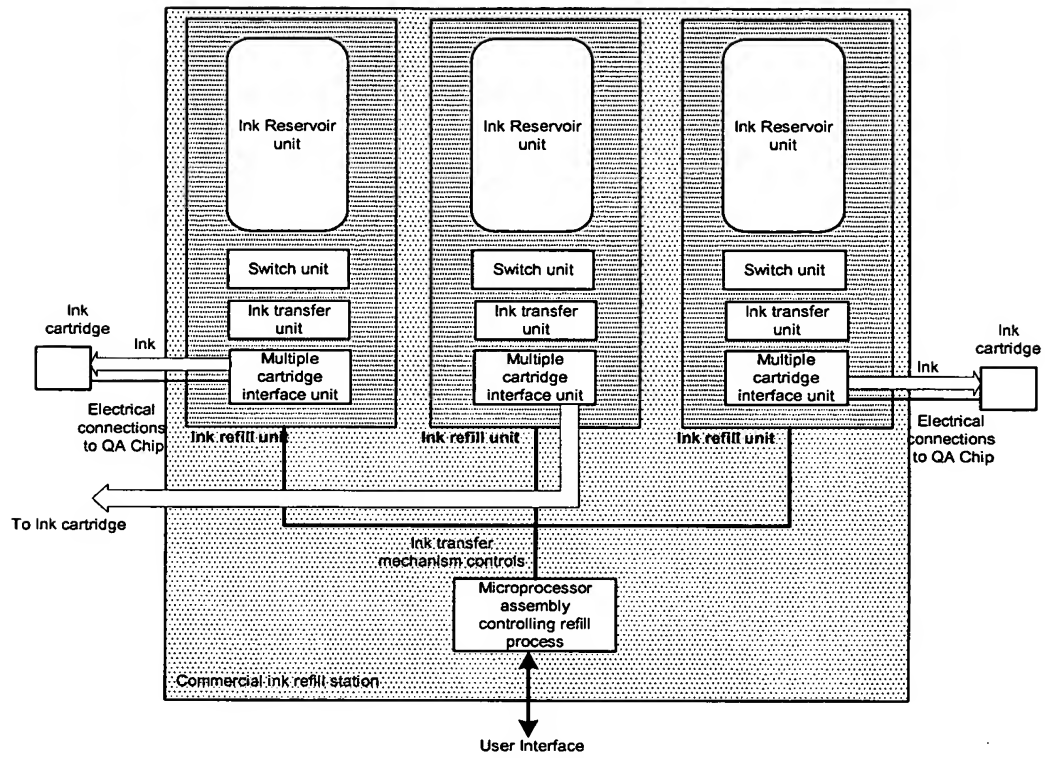 Ink Reservoir
unit
Switch unit
Ink transfer
unit
Multiple
cartridge
interface unit
Ink refill unit
Ink Reservoir
unit
Switch unit
Ink transfer
unit
Multiple
cartridge
interface unit
Ink refill unit
Ink Reservoir
unit
Switch unit
Ink transfer
unit
Multiple
cartridge
interface unit
Ink refill unit
Ink
cartridge
Ink
Electrical
connections
to QA Chip
To Ink cartridge
Ink
Ink
cartridge
Electrical
connections
to QA Chip
Ink transfer
mechanism controls
Microprocessor
assembly
controlling refill
process
Commercial ink refill station
User Interface